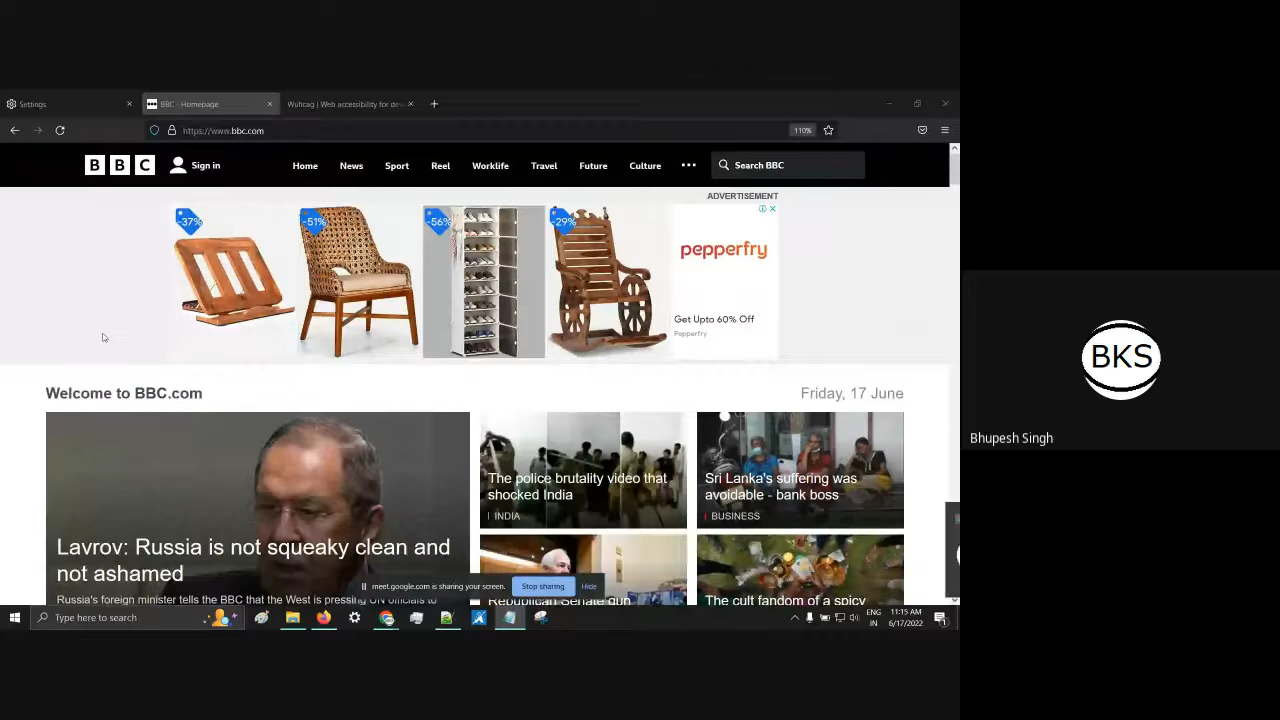 Settings
BBC - Homepage
Wuhcag | Web accessibility for dev
https://www.bbc.com
110%
BBC
Sign in
Home
News
Sport
Reel
Worklife
Travel
Future
Culture
Search BBC
ADVERTISEMENT
-37%
-51%
-56%
-29%
pepperfry
Get Upto 60% Off
Pepperfry
Welcome to BBC.com
Friday, 17 June
Lavrov: Russia is not squeaky clean and
not ashamed
Russia's foreign minister tells the BBC that the West is pressing UN officials to
The police brutality video that
shocked India
INDIA
Sri Lanka's suffering was
avoidable - bank boss
BUSINESS
Republican Senate gun
The cult fandom of a spicy
meet.google.com is sharing your screen.
Stop sharing
Hide
Type here to search
ENG
IN
11:15 AM
6/17/2022
BKS
Bhupesh Singh